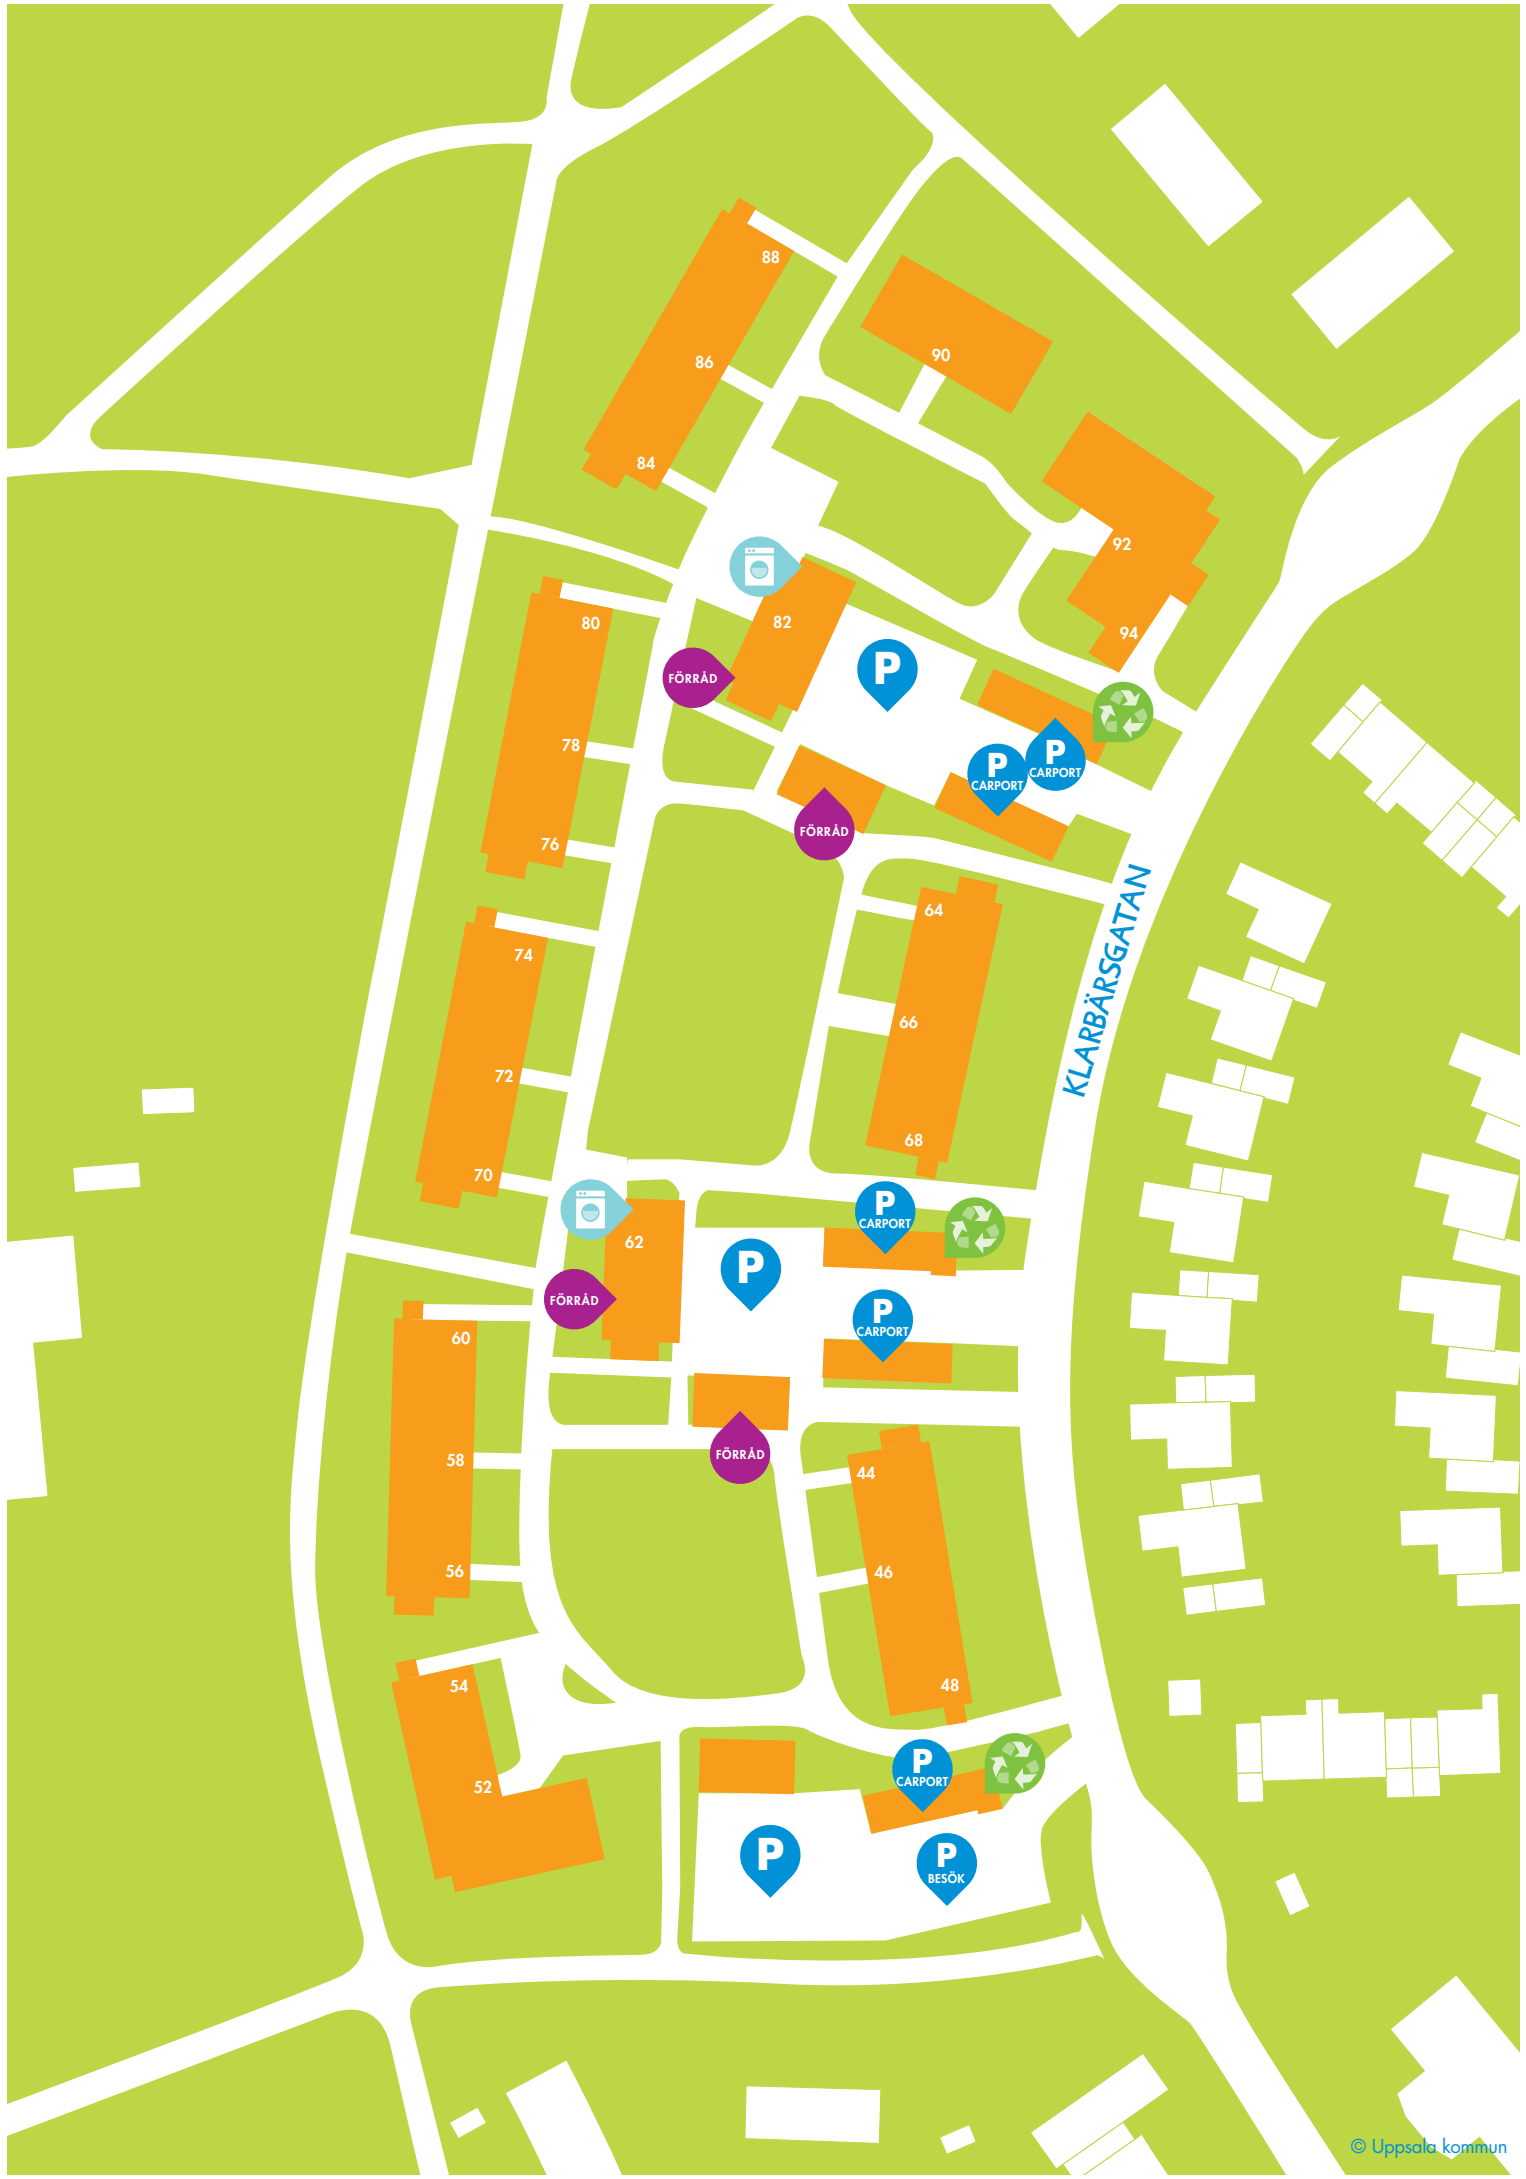 88
86
90
84
92
82
80
94
P
FÖRRÅD
78
P
CARPORT
P
CARPORT
76
FÖRRÅD
64
74
KLARBÄRSGATAN
66
72
68
70
P
CARPORT
62
P
FÖRRÅD
P
CARPORT
60
FÖRRÅD
58
44
56
46
54
48
P
CARPORT
52
P
P
BESÖK
© Uppsala kommun